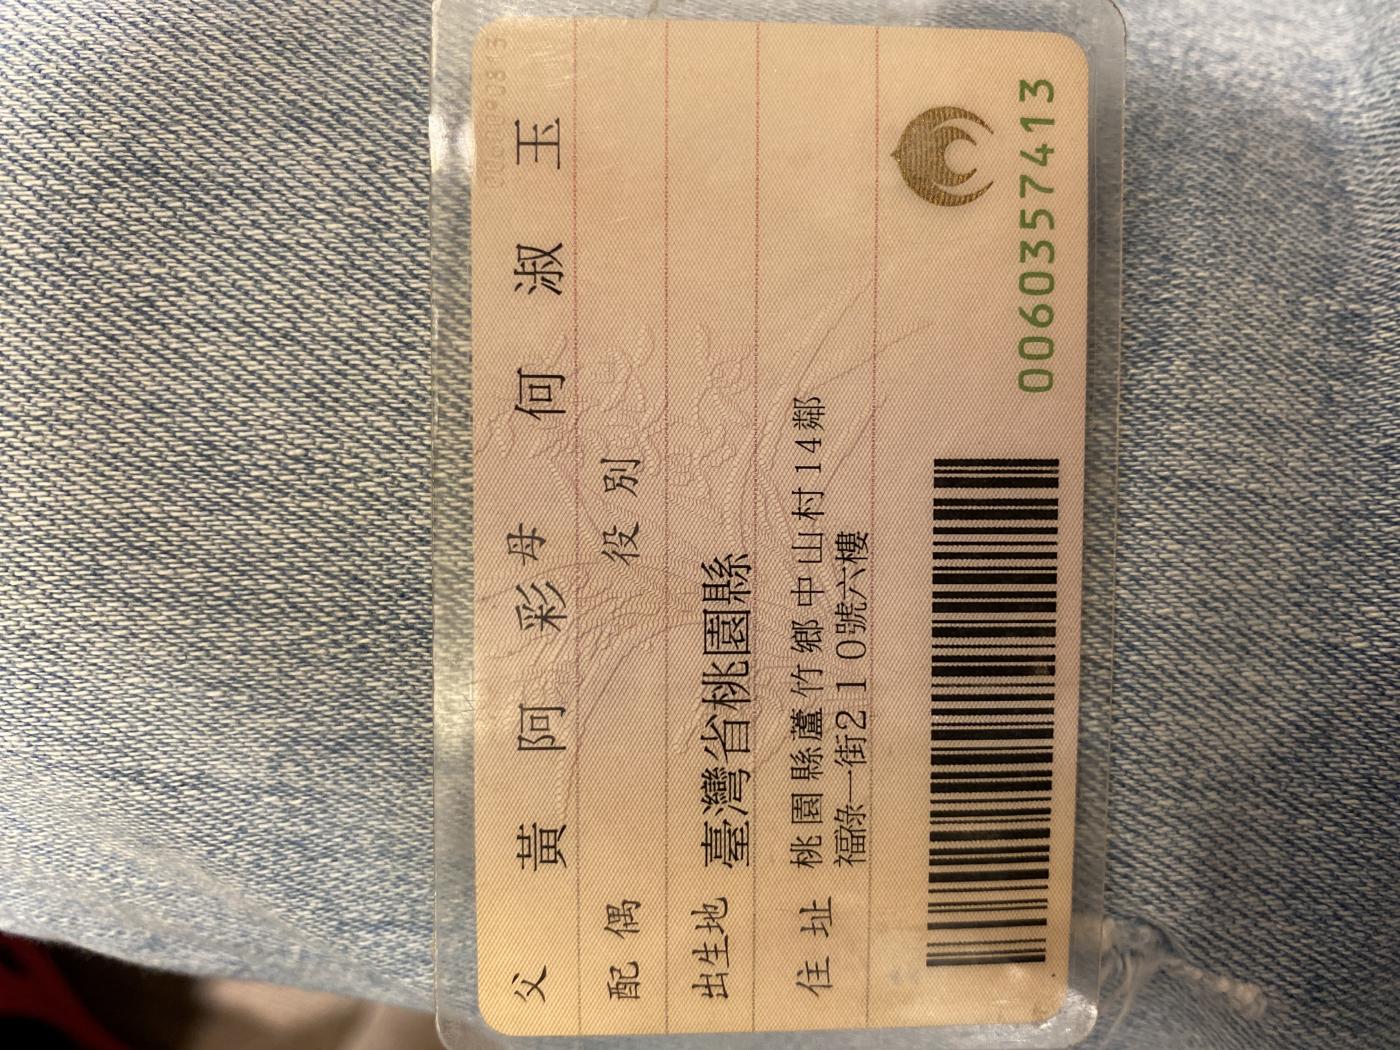 父 黃阿彩 母 何淑玉
配偶 役別
出生地 臺灣省桃園縣
住址 桃園縣蘆竹鄉中山村14鄰
福祿一街210號六樓
0060357413